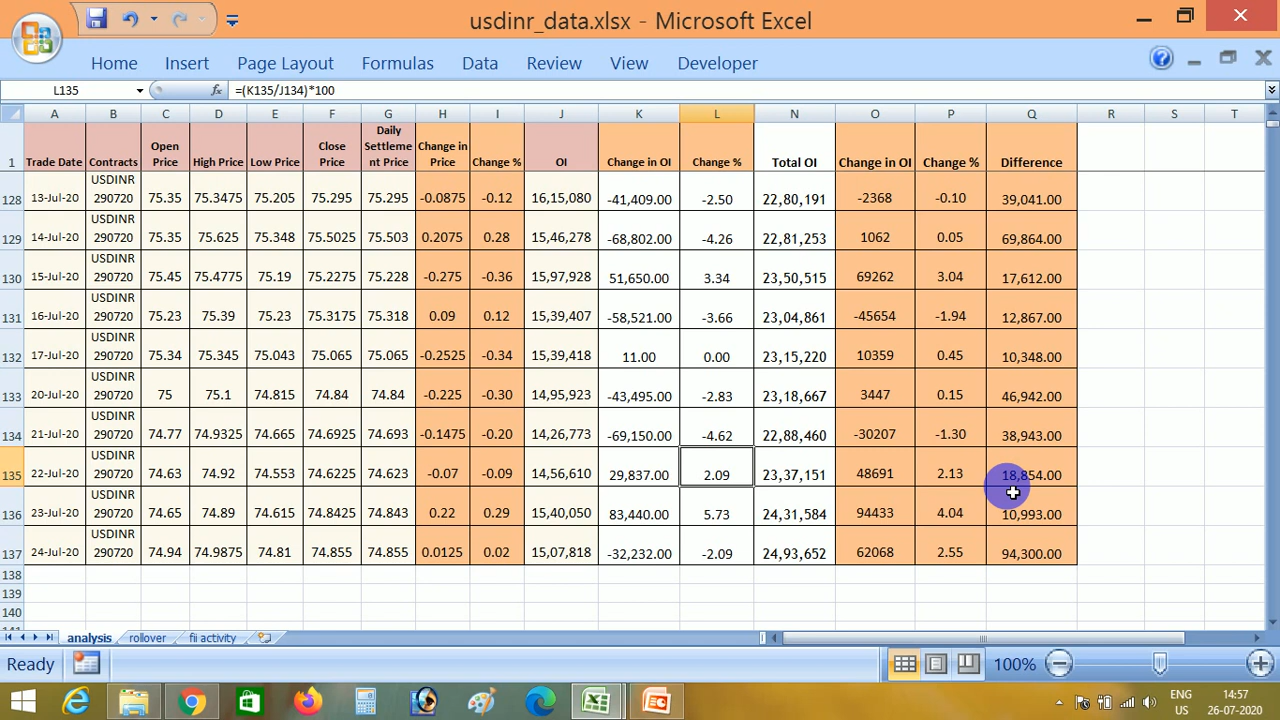 usdinr_data.xlsx - Microsoft Excel
Home Insert Page Layout Formulas Data Review View Developer
L135 fx =(K135/J134)*100
A B C D E F G H I J K L N O P Q R S T
1 Trade Date Contracts Open Price High Price Low Price Close Price Daily Settleme nt Price Change in Price Change % OI Change in OI Change % Total OI Change in OI Change % Difference
128 13-Jul-20 USDINR 290720 75.35 75.3475 75.205 75.295 75.295 -0.0875 -0.12 16,15,080 -41,409.00 -2.50 22,80,191 -2368 -0.10 39,041.00
129 14-Jul-20 USDINR 290720 75.35 75.625 75.348 75.5025 75.503 0.2075 0.28 15,46,278 -68,802.00 -4.26 22,81,253 1062 0.05 69,864.00
130 15-Jul-20 USDINR 290720 75.45 75.4775 75.19 75.2275 75.228 -0.275 -0.36 15,97,928 51,650.00 3.34 23,50,515 69262 3.04 17,612.00
131 16-Jul-20 USDINR 290720 75.23 75.39 75.23 75.3175 75.318 0.09 0.12 15,39,407 -58,521.00 -3.66 23,04,861 -45654 -1.94 12,867.00
132 17-Jul-20 USDINR 290720 75.34 75.345 75.043 75.065 75.065 -0.2525 -0.34 15,39,418 11.00 0.00 23,15,220 10359 0.45 10,348.00
133 20-Jul-20 USDINR 290720 75 75.1 74.815 74.84 74.84 -0.225 -0.30 14,95,923 -43,495.00 -2.83 23,18,667 3447 0.15 46,942.00
134 21-Jul-20 USDINR 290720 74.77 74.9325 74.665 74.6925 74.693 -0.1475 -0.20 14,26,773 -69,150.00 -4.62 22,88,460 -30207 -1.30 38,943.00
135 22-Jul-20 USDINR 290720 74.63 74.92 74.553 74.6225 74.623 -0.07 -0.09 14,56,610 29,837.00 2.09 23,37,151 48691 2.13 18,854.00
136 23-Jul-20 USDINR 290720 74.65 74.89 74.615 74.8425 74.843 0.22 0.29 15,40,050 83,440.00 5.73 24,31,584 94433 4.04 10,993.00
137 24-Jul-20 USDINR 290720 74.94 74.9875 74.81 74.855 74.855 0.0125 0.02 15,07,818 -32,232.00 -2.09 24,93,652 62068 2.55 94,300.00
138
139
140
analysis rollover fii activity
Ready 100%
ENG 14:57
US 26-07-2020